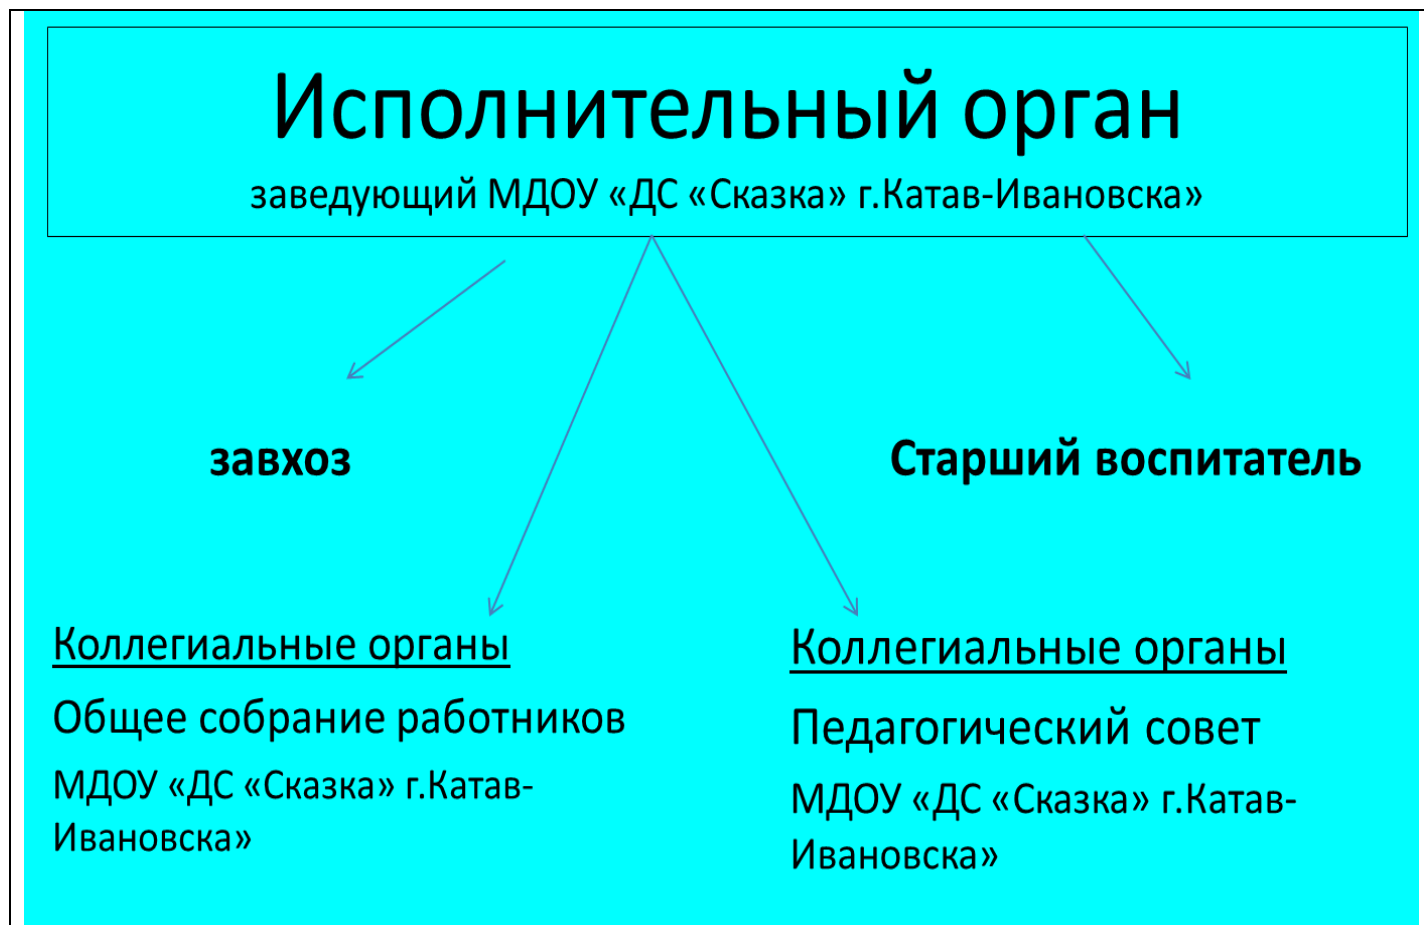 Исполнительный орган
заведующий МДОУ «ДС «Сказка» г.Катав-Ивановска»
завхоз
Старший воспитатель
Коллегиальные органы
Общее собрание работников
МДОУ «ДС «Сказка» г.Катав-
Ивановска»
Коллегиальные органы
Педагогический совет
МДОУ «ДС «Сказка» г.Катав-
Ивановска»